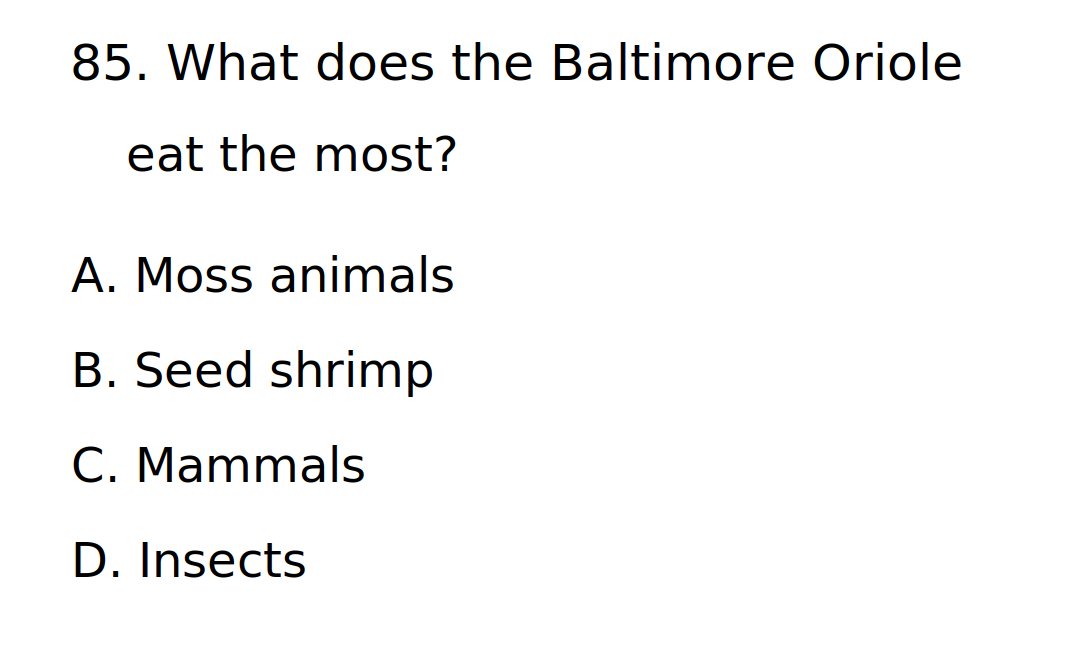 85. What does the Baltimore Oriole
eat the most?
A. Moss animals
B. Seed shrimp
C. Mammals
D. Insects